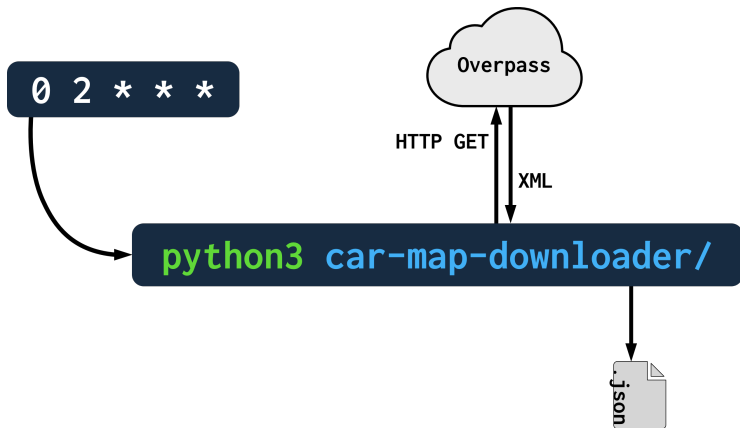 0 2 * * *
Overpass
HTTP GET
XML
python3 car-map-downloader/
.json